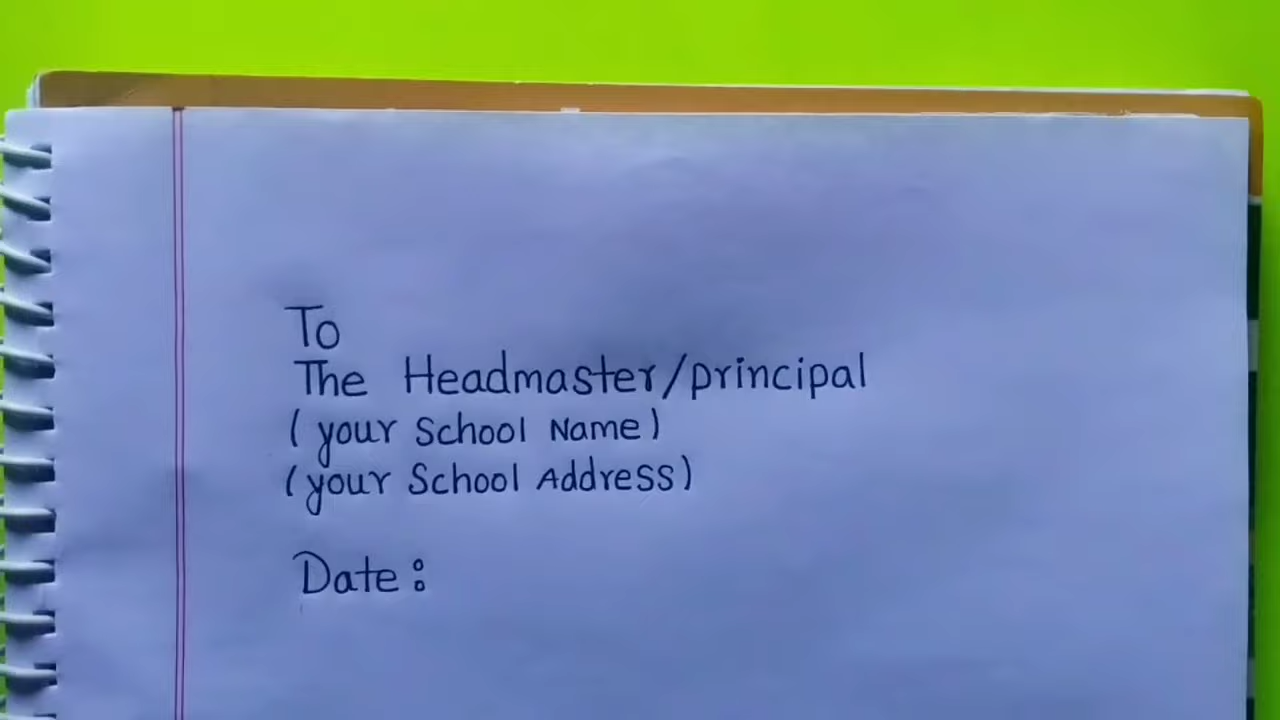 To
The Headmaster/principal
(your School Name)
(your School Address)
Date: